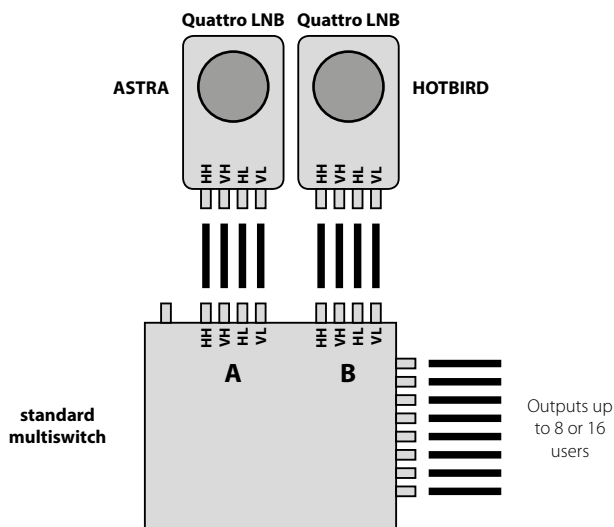 Quattro LNB Quattro LNB
ASTRA
HOTBIRD
HH VH HL VL
HH VH HL VL
HH VH HL VL
HH VH HL VL
A
B
standard
multiswitch
Outputs up
to 8 or 16
users